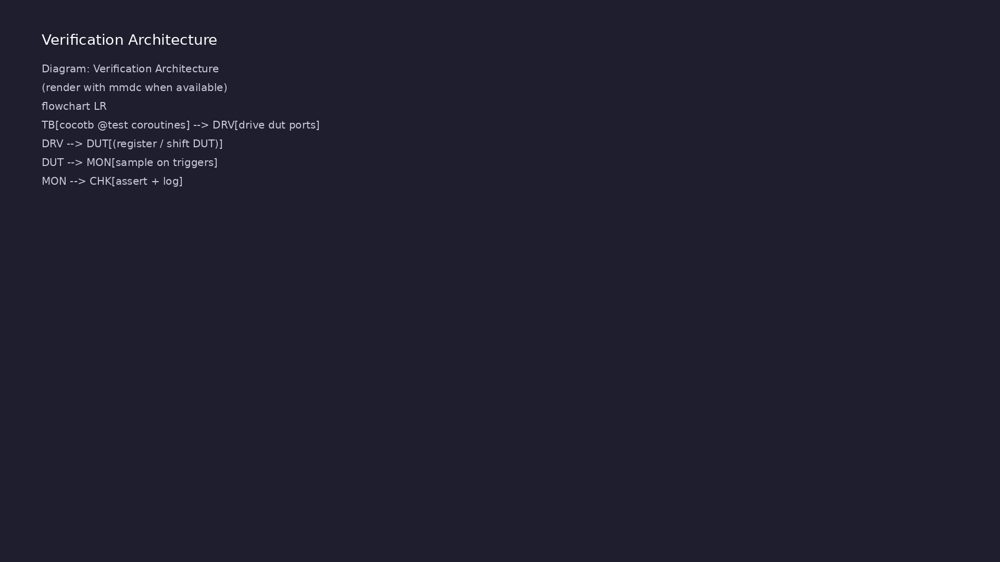 Verification Architecture
Diagram: Verification Architecture
(render with mmdc when available)
flowchart LR
TB[cocotb @test coroutines] --> DRV[drive dut ports]
DRV --> DUT[(register / shift DUT)]
DUT --> MON[sample on triggers]
MON --> CHK[assert + log]